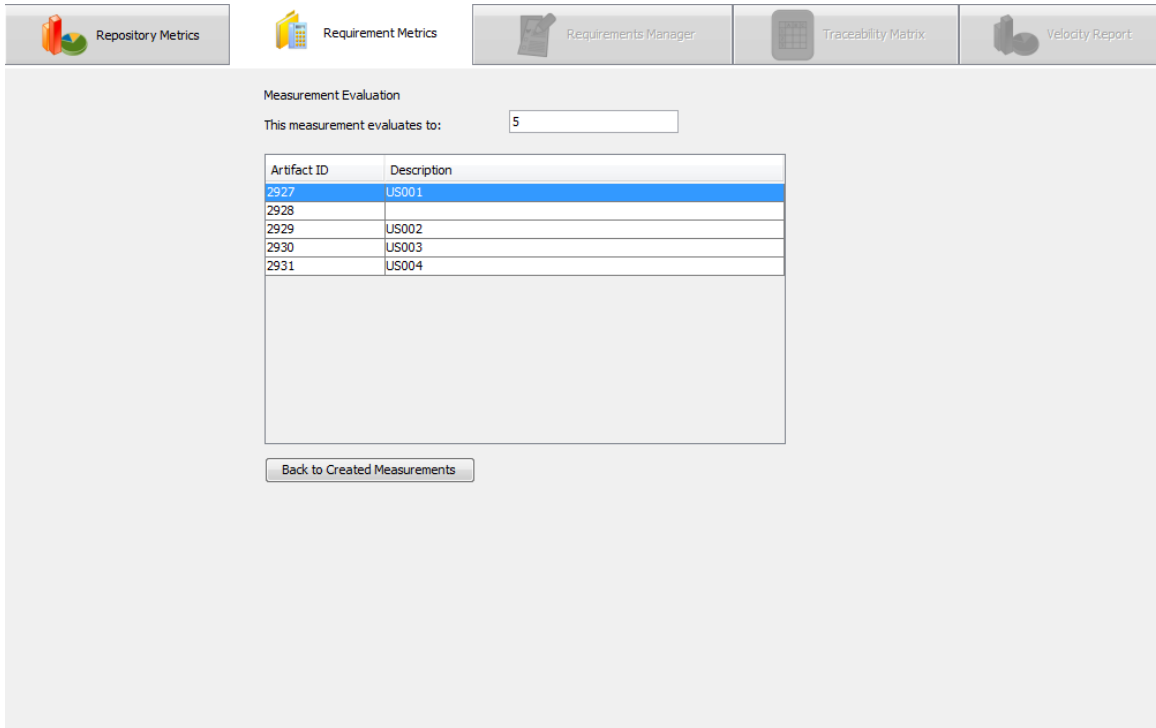 Repository Metrics Requirement Metrics Requirements Manager Traceability Matrix Velocity Report
Measurement Evaluation
This measurement evaluates to: 5
Artifact ID Description
2927 US001
2928
2929 US002
2930 US003
2931 US004
Back to Created Measurements